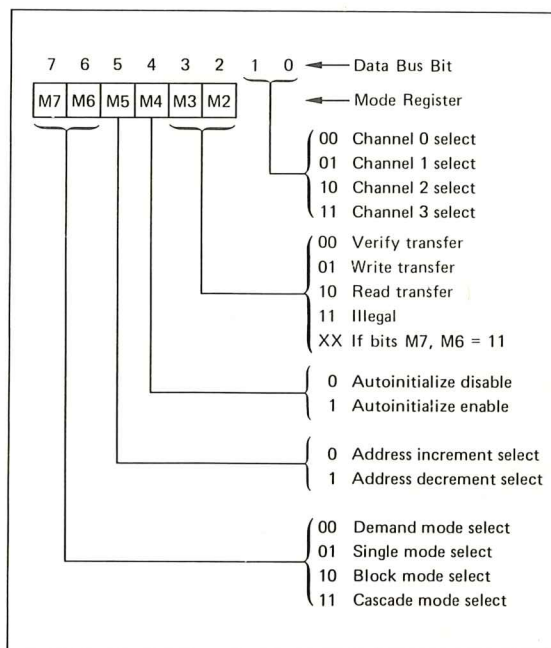 7 6 5 4 3 2 1 0 Data Bus Bit
M7 M6 M5 M4 M3 M2 Mode Register
00 Channel 0 select
01 Channel 1 select
10 Channel 2 select
11 Channel 3 select
00 Verify transfer
01 Write transfer
10 Read transfer
11 Illegal
XX If bits M7, M6 = 11
0 Autoinitialize disable
1 Autoinitialize enable
0 Address increment select
1 Address decrement select
00 Demand mode select
01 Single mode select
10 Block mode select
11 Cascade mode select